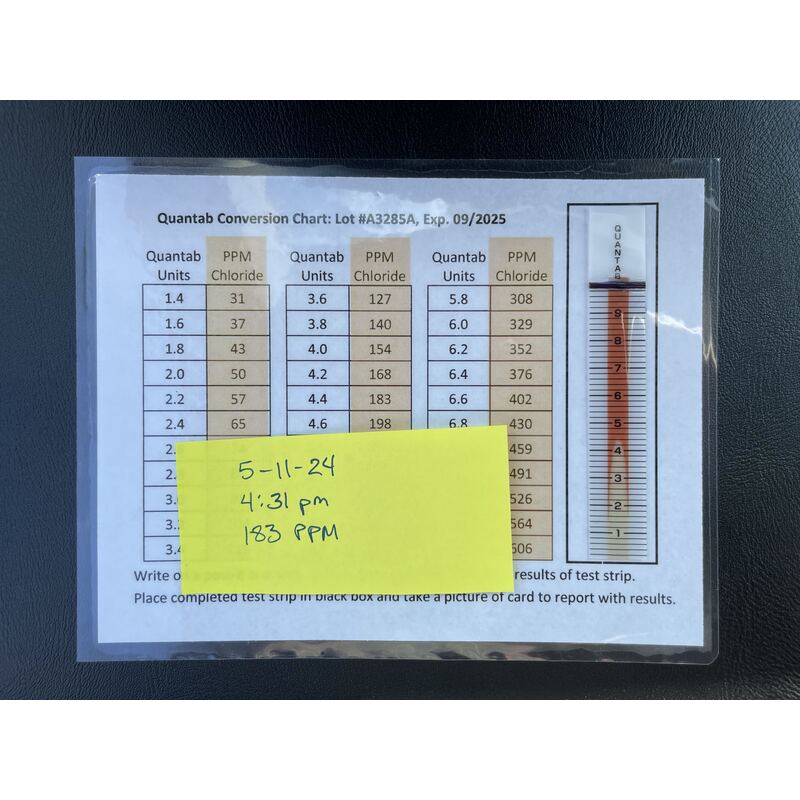 Quantab Conversion Chart: Lot #A3285A, Exp. 09/2025
Quantab PPM Quantab PPM Quantab PPM
Units Chloride Units Chloride Units Chloride
1.4 31 3.6 127 5.8 308
1.6 37 3.8 140 6.0 329
1.8 43 4.0 154 6.2 352
2.0 50 4.2 168 6.4 376
2.2 57 4.4 183 6.6 402
2.4 65 4.6 198 6.8 430
2. 459
2. 491
3. 526
3. 564
3.4 606
5-11-24
4:31 pm
183 PPM
Write results of test strip.
Place completed test strip in black box and take a picture of card to report with results.
QUANTAB
9
8
7
6
5
4
3
2
1